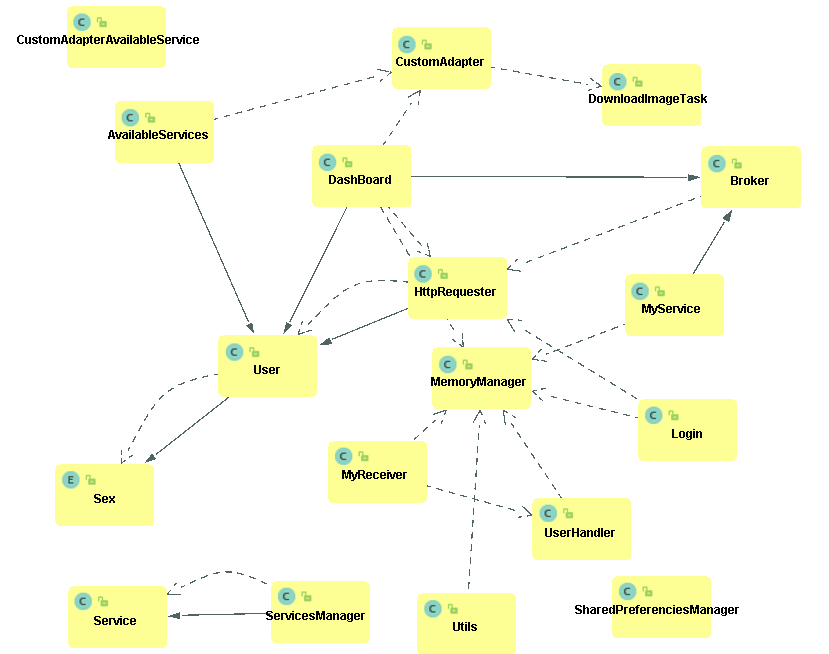 C
CustomAdapterAvailableService
C
CustomAdapter
C
DownloadImageTask
C
AvailableServices
C
DashBoard
C
Broker
C
HttpRequester
C
MyService
C
User
C
MemoryManager
C
Login
C
MyReceiver
E
Sex
C
UserHandler
C
Service
C
ServicesManager
C
Utils
C
SharedPreferenciesManager